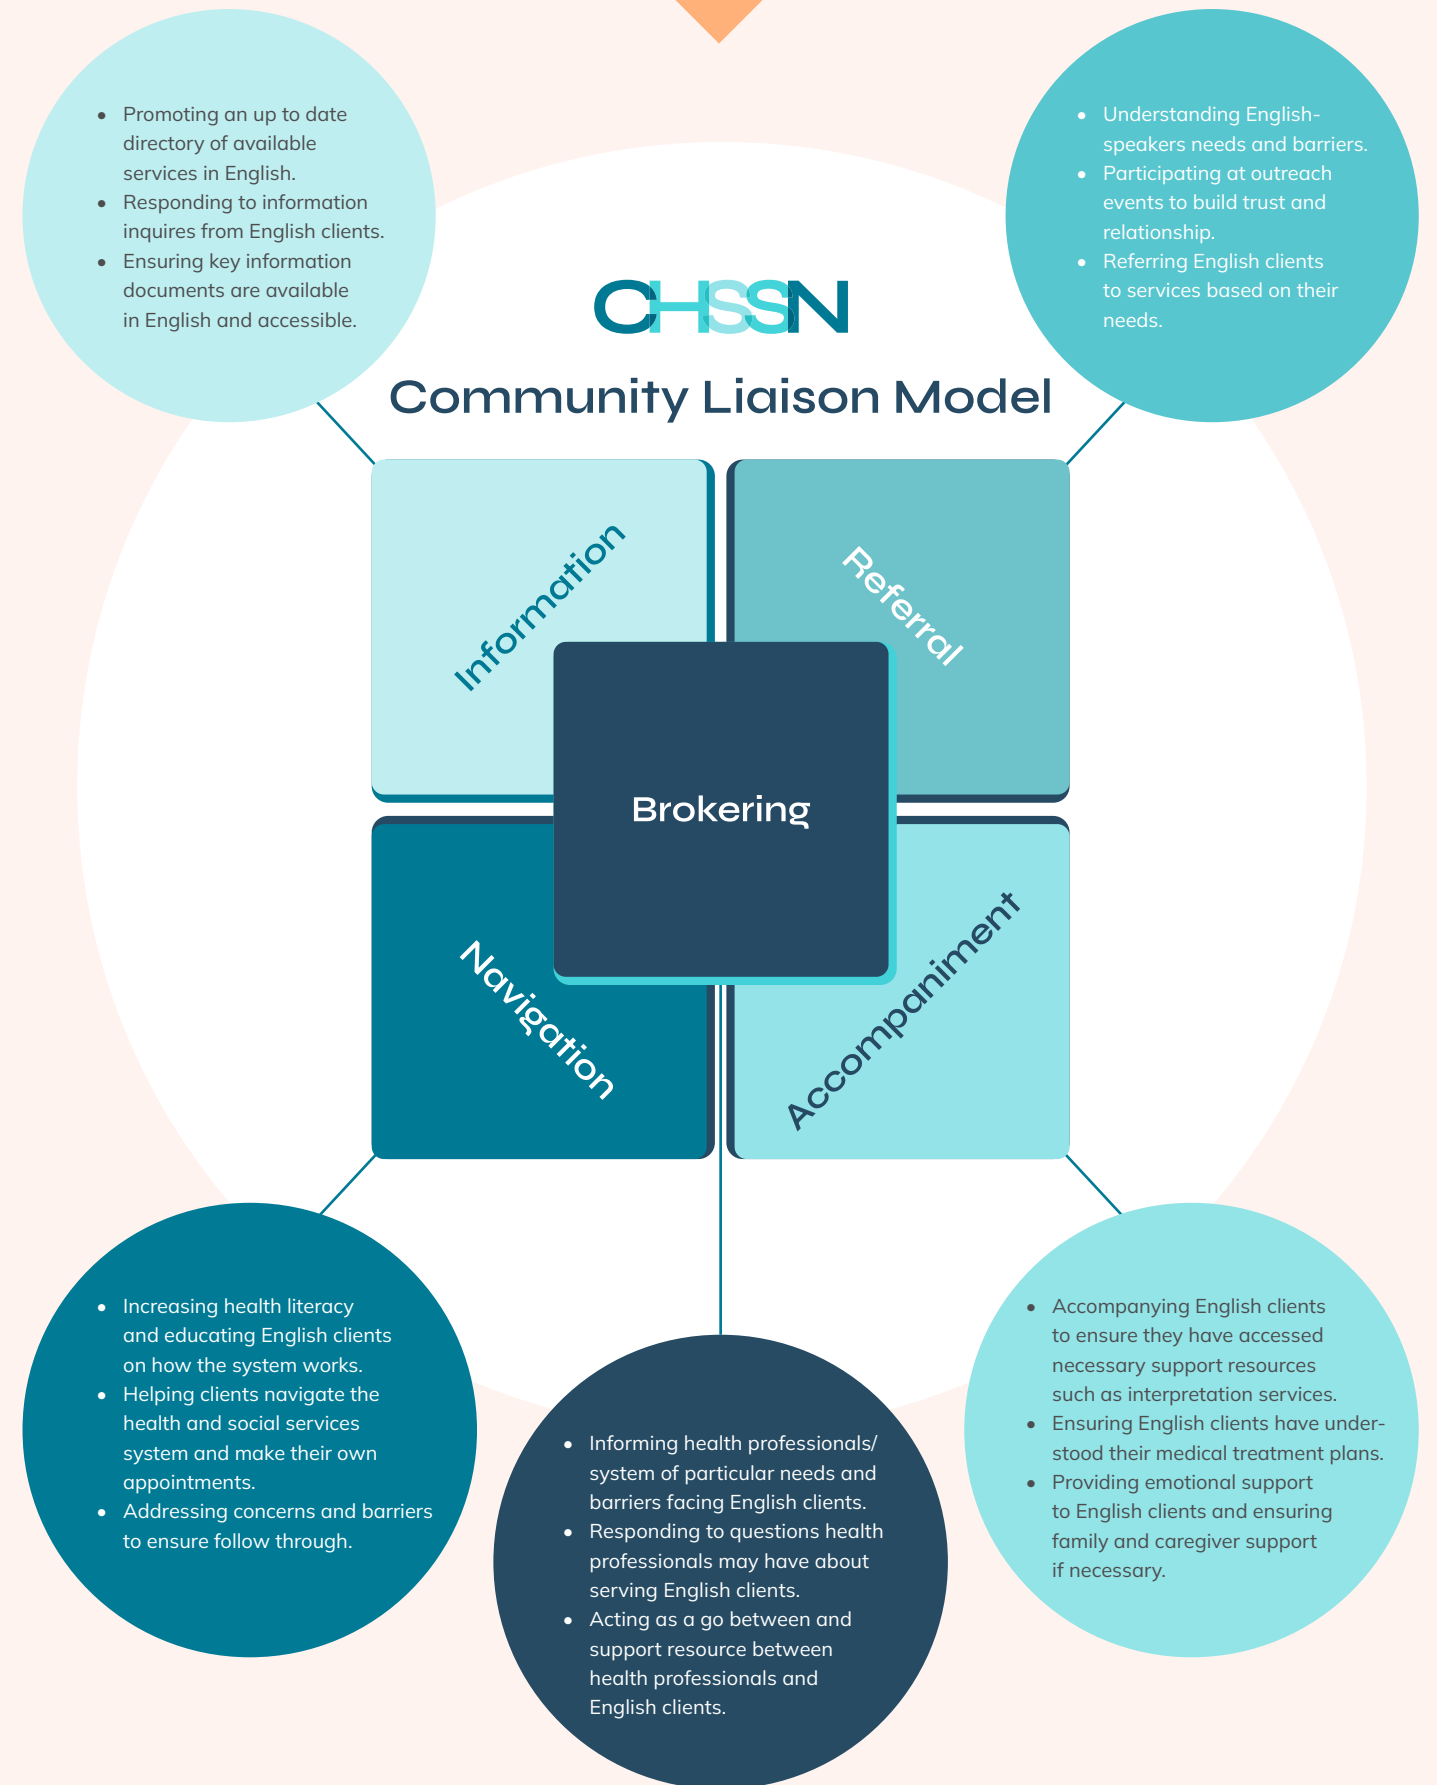 • Promoting an up to date
directory of available
services in English.
• Responding to information
inquires from English clients.
• Ensuring key information
documents are available
in English and accessible.
• Understanding English-
speakers needs and barriers.
• Participating at outreach
events to build trust and
relationship.
• Referring English clients
to services based on their
needs.
CHSSN
Community Liaison Model
Information
Referral
Brokering
Navigation
Accompaniment
• Increasing health literacy
and educating English clients
on how the system works.
• Helping clients navigate the
health and social services
system and make their own
appointments.
• Addressing concerns and barriers
to ensure follow through.
• Informing health professionals/
system of particular needs and
barriers facing English clients.
• Responding to questions health
professionals may have about
serving English clients.
• Acting as a go between and
support resource between
health professionals and
English clients.
• Accompanying English clients
to ensure they have accessed
necessary support resources
such as interpretation services.
• Ensuring English clients have under-
stood their medical treatment plans.
• Providing emotional support
to English clients and ensuring
family and caregiver support
if necessary.